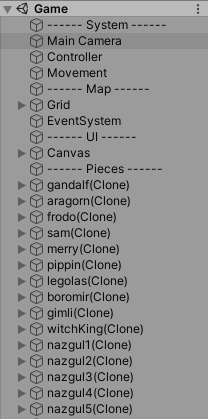 Game
------ System ------
Main Camera
Controller
Movement
------ Map ------
Grid
EventSystem
------ UI ------
Canvas
------ Pieces ------
gandalf(Clone)
aragorn(Clone)
frodo(Clone)
sam(Clone)
merry(Clone)
pippin(Clone)
legolas(Clone)
boromir(Clone)
gimli(Clone)
witchKing(Clone)
nazgul1(Clone)
nazgul2(Clone)
nazgul3(Clone)
nazgul4(Clone)
nazgul5(Clone)